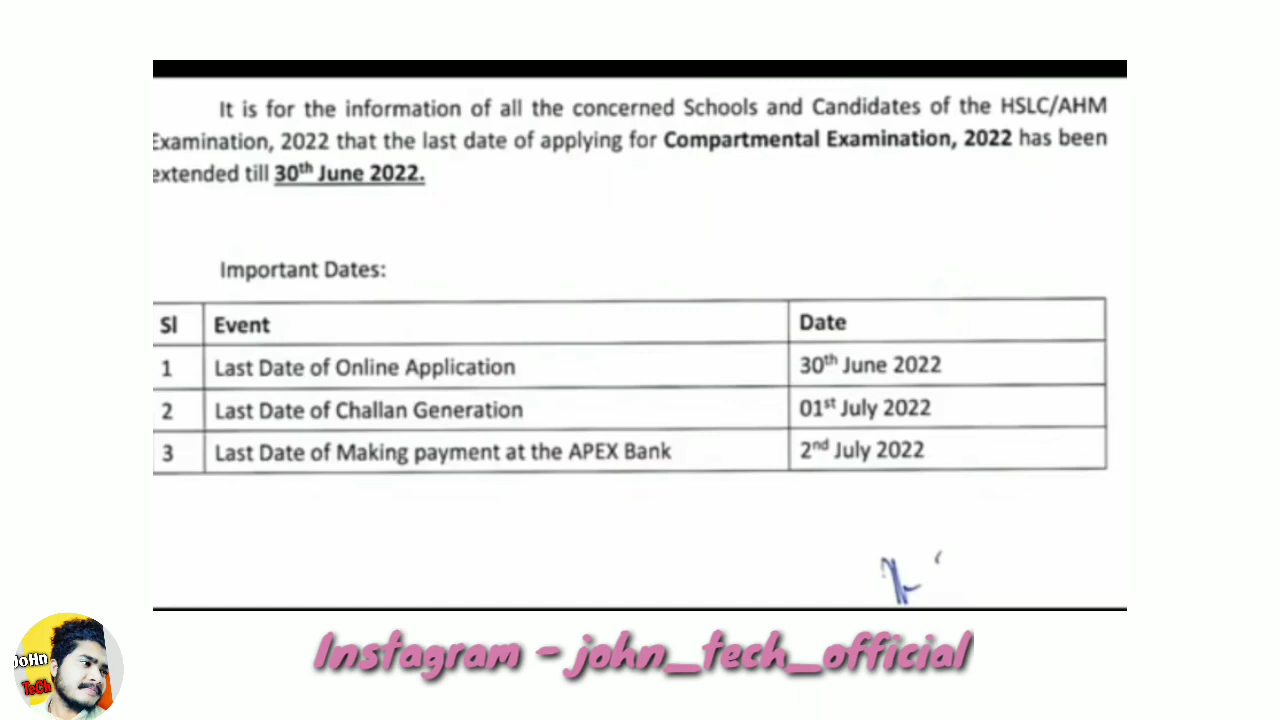 It is for the information of all the concerned Schools and Candidates of the HSLC/AHM
Examination, 2022 that the last date of applying for Compartmental Examination, 2022 has been
extended till 30th June 2022.
Important Dates:
Sl Event Date
1 Last Date of Online Application 30th June 2022
2 Last Date of Challan Generation 01st July 2022
3 Last Date of Making payment at the APEX Bank 2nd July 2022
JoHn
TeCh
Instagram - john_tech_official